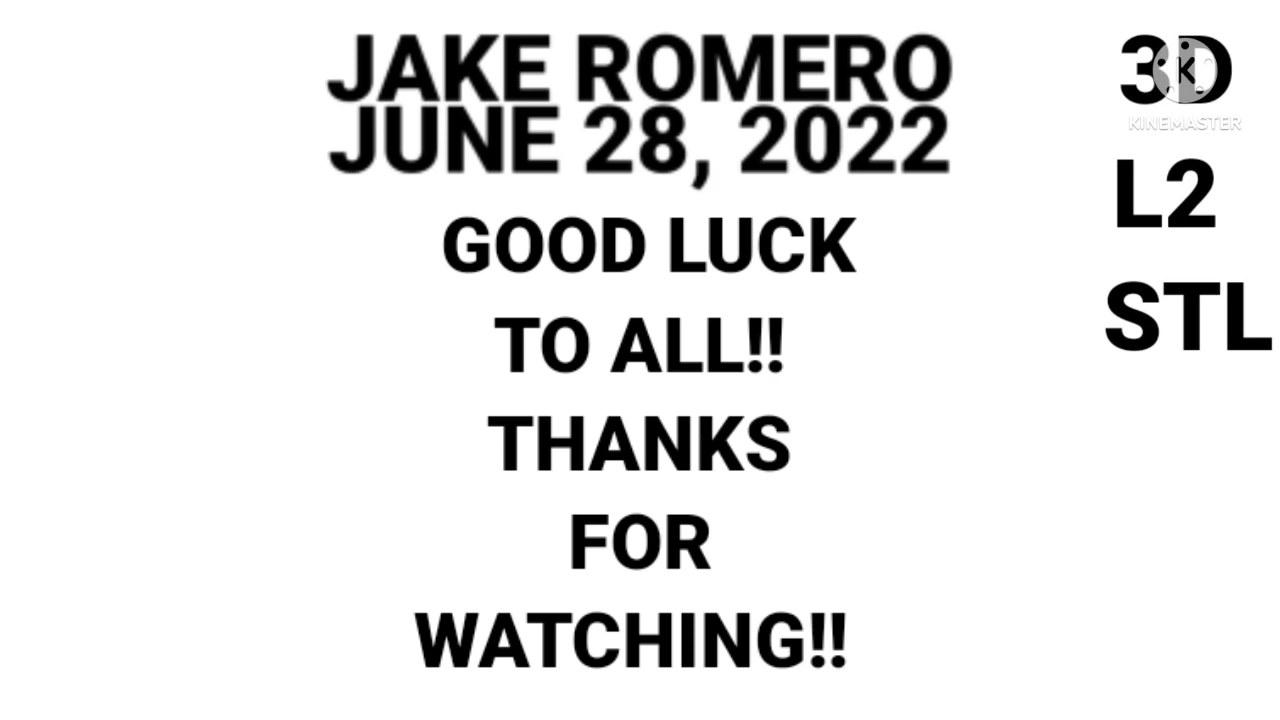 JAKE ROMERO
JUNE 28, 2022
GOOD LUCK
TO ALL!!
THANKS
FOR
WATCHING!!
3D
K
KINEMASTER
L2
STL